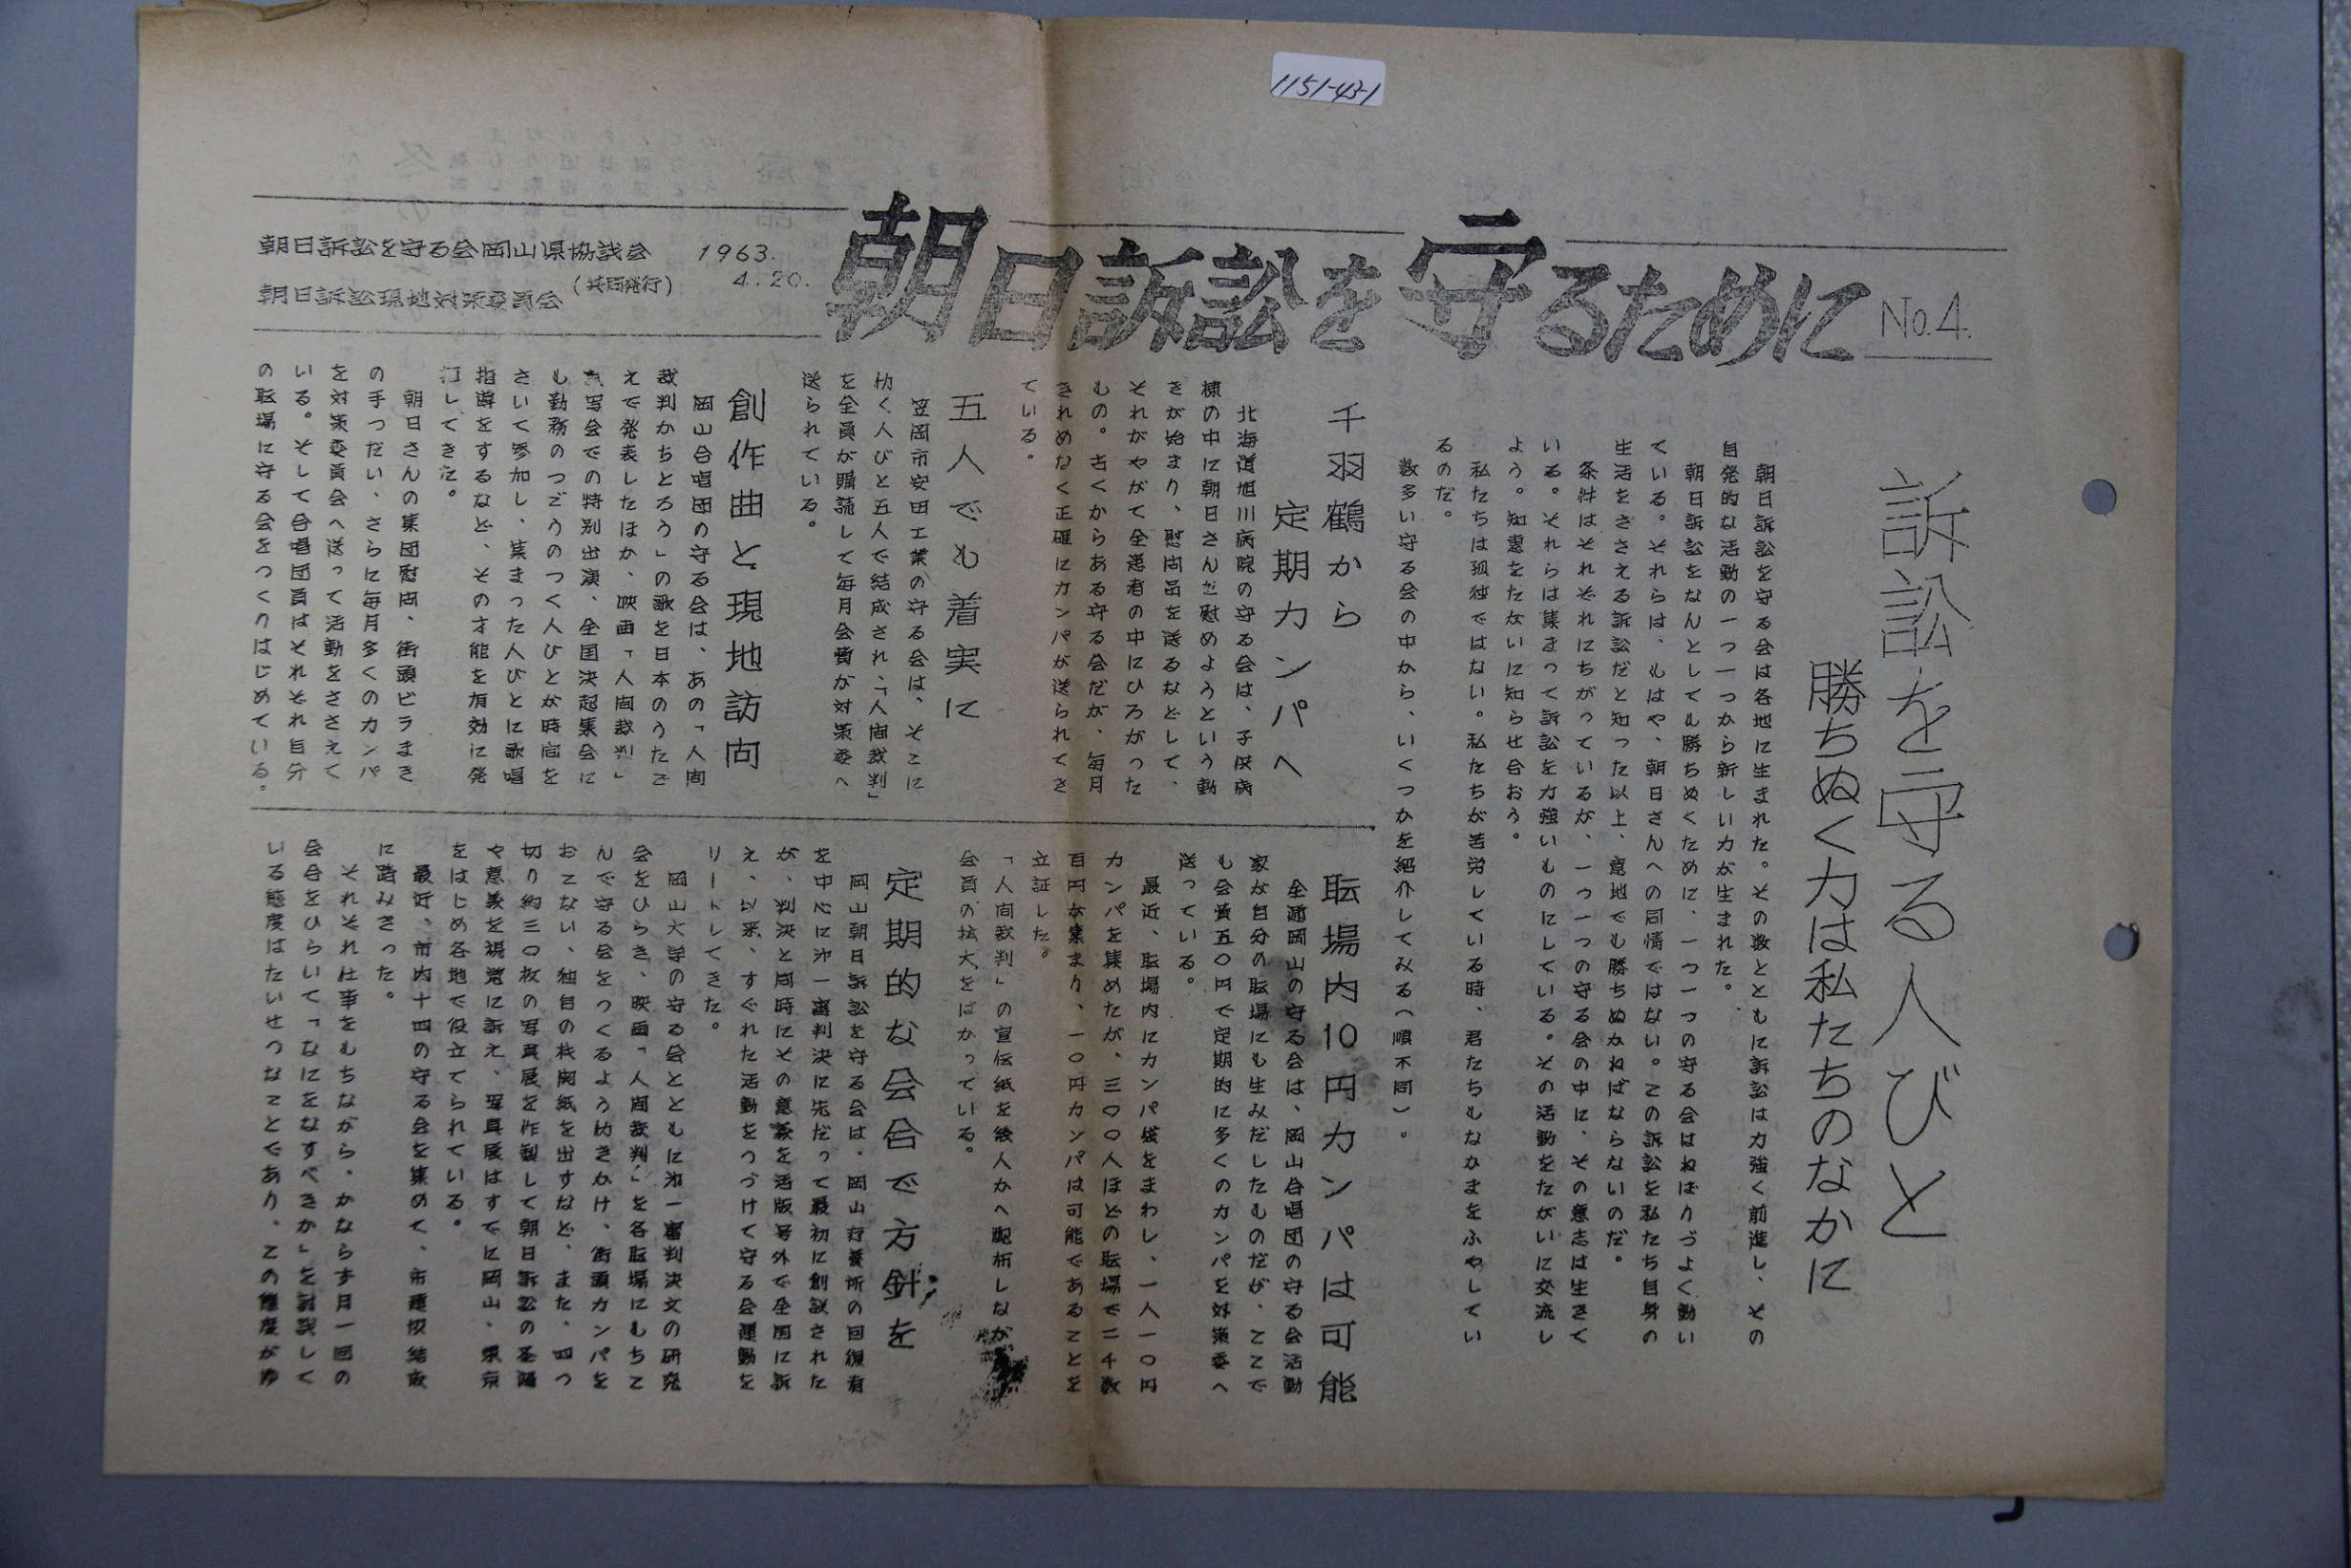 1151-43-1
朝日訴訟を守るために
No.4.
朝日訴訟を守る会岡山県協議会
朝日訴訟現地対策委員会
(共同発行)
1963.
4.20.
訴訟を守る人びと
勝ちぬく力は私たちのなかに
朝日訴訟を守る会は各地に生まれた。その数とともに訴訟は力強く前進し、その
自発的な活動の一つ一つから新しい力が生まれた。
朝日訴訟をなんとしても勝ちぬくために、一つ一つの守る会はねばりづよく動い
ている。それらは、もはや、朝日さんへの同情ではない。この訴訟を私たち自身の
生活をささえる訴訟だと知った以上、意地でも勝ちぬかねばならないのだ。
条件はそれぞれにちがっているが、一つ一つの守る会の中に、その意志は生きて
いる。それらは集まって訴訟を力強いものにしている。その活動をたがいに交流し
よう。知恵をたがいに知らせ合おう。
私たちは孤独ではない。私たちが苦労している時、君たちもなかまをふやしてい
るのだ。
数多い守る会の中から、いくつかを紹介してみる(順不同)。
千羽鶴から
定期カンパへ
北海道旭川病院の守る会は、子供病
棟の中に朝日さんを慰めようという動
きが始まり、慰問品を送るなどして、
それがやがて全患者の中にひろがった
もの。古くからある守る会だが、毎月
きれめなく正確にカンパが送られてき
ている。
五人でも着実に
笠岡市安田工業の守る会は、そこに
働く人びと五人で結成され、「人間裁判」
を全員が購読して毎月会費が対策委へ
送られている。
創作曲と現地訪問
岡山合唱団の守る会は、あの「人間
裁判かちとろう」の歌を日本のうたご
えで発表したほか、映画「人間裁判」
試写会での特別出演、全国決起集会に
も勤務のつごうのつく人びとが時間を
さいて参加し、集まった人びとに歌唱
指導をするなど、その才能を有効に発
揮してきた。
朝日さんの集団慰問、街頭ビラまき
の手つだい、さらに毎月多くのカンパ
を対策委員会へ送って活動をささえて
いる。そして合唱団員はそれぞれ自分
の職場に守る会をつくりはじめている。
職場内10円カンパは可能
全逓岡山の守る会は、岡山合唱団の守る会活動
家が自分の職場にも生みだしたものだが、ここで
も会費五〇円で定期的に多くのカンパを対策委へ
送っている。
最近、職場内にカンパ袋をまわし、一人一〇円
カンパを集めたが、三〇〇人ほどの職場で二千数
百円が集まり、一〇円カンパは可能であることを
立証した。
「人間裁判」の宣伝紙を後人かへ配布しながら
会員の拡大をはかっている。
定期的な会合で方針を
岡山朝日訴訟を守る会は、岡山療養所の回復者
を中心に第一審判決に先だって最初に創設された
が、判決と同時にその意義を活版号外で全国に訴
え、以来、すぐれた活動をつづけて守る会運動を
リードしてきた。
岡山大学の守る会とともに第一審判決文の研究
会をひらき、映画「人間裁判」を各職場にもちこ
んで守る会をつくるよう働きかけ、街頭カンパを
おこない、独自の機関紙を出すなど、また、四つ
切り約三〇枚の写真展を作製して朝日訴訟の
や意義を視覚に訴え、写真展はすでに岡山、東京
をはじめ各地で役立てられている。
最近、市内十四の守る会を集めて、市連協結成
に踏みきった。
それぞれ仕事をもちながら、かならず月一回の
会合をひらいて「なにをなすべきか」を討議して
いる態度はたいせつなことであり、この態度が